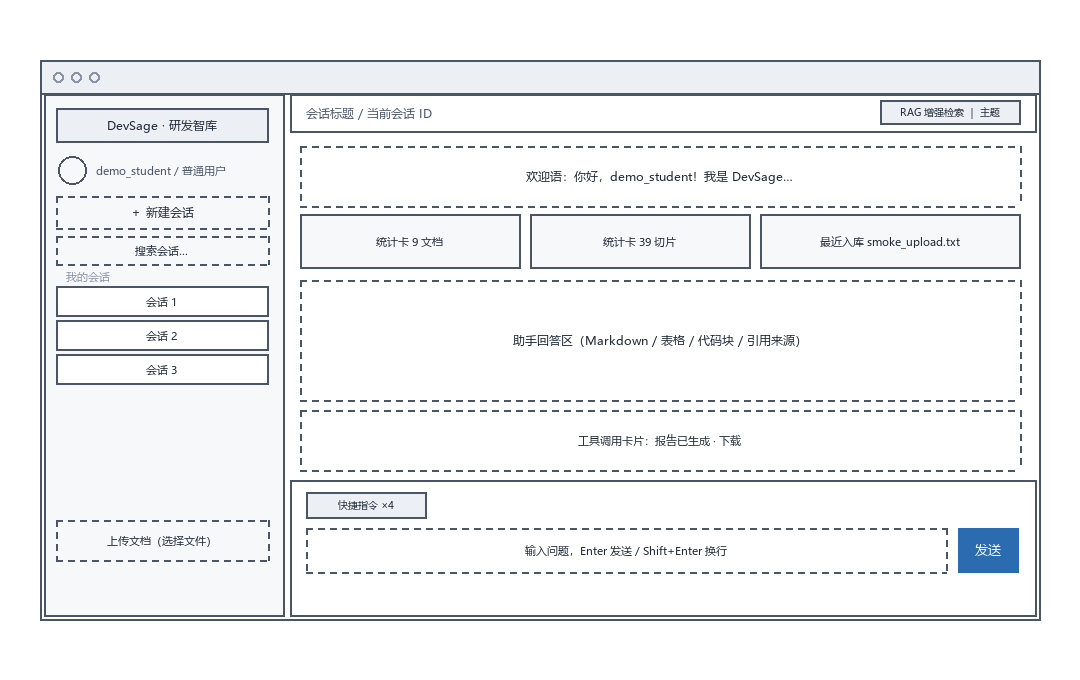 DevSage · 研发智库
demo_student / 普通用户
+ 新建会话
搜索会话...
我的会话
会话 1
会话 2
会话 3
上传文档（选择文件）
会话标题 / 当前会话 ID
RAG 增强检索 | 主题
欢迎语：你好，demo_student！我是 DevSage...
统计卡 9 文档
统计卡 39 切片
最近入库 smoke_upload.txt
助手回答区（Markdown / 表格 / 代码块 / 引用来源）
工具调用卡片：报告已生成 · 下载
快捷指令 ×4
输入问题，Enter 发送 / Shift+Enter 换行
发送